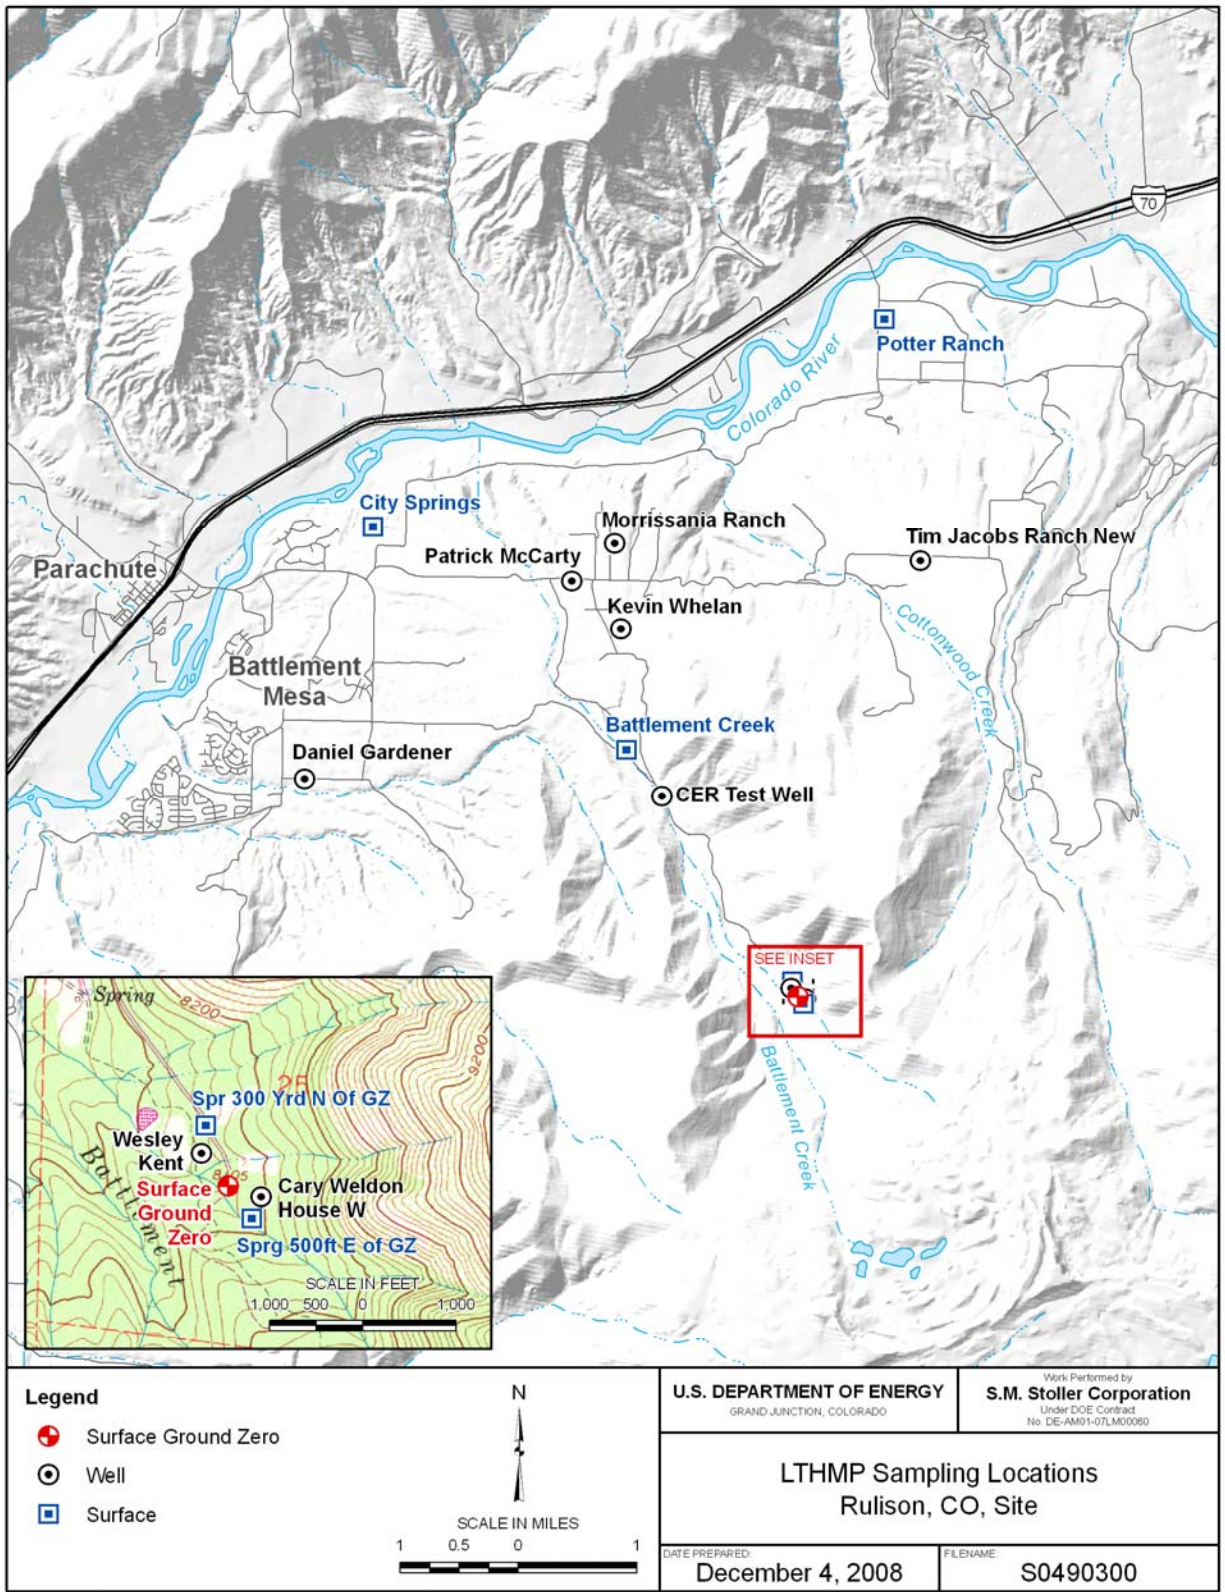 70
Potter Ranch
Colorado River
City Springs
Morrissania Ranch
Tim Jacobs Ranch New
Patrick McCarty
Parachute
Kevin Whelan
Cottonwood Creek
Battlement
Mesa
Battlement Creek
Daniel Gardener
CER Test Well
SEE INSET
Battlement Creek
Spring
8200
9200
25
Spr 300 Yrd N Of GZ
Wesley
Kent
8105
Surface
Ground
Zero
Cary Weldon
House W
Battlement
Sprg 500ft E of GZ
SCALE IN FEET
1,000 500 0 1,000
Legend
Surface Ground Zero
Well
Surface
N
SCALE IN MILES
1 0.5 0 1
U.S. DEPARTMENT OF ENERGY
GRAND JUNCTION, COLORADO
Work Performed by
S.M. Stoller Corporation
Under DOE Contract
No. DE-AM01-07LM00060
LTHMP Sampling Locations
Rulison, CO, Site
DATE PREPARED:
December 4, 2008
FILENAME:
S0490300